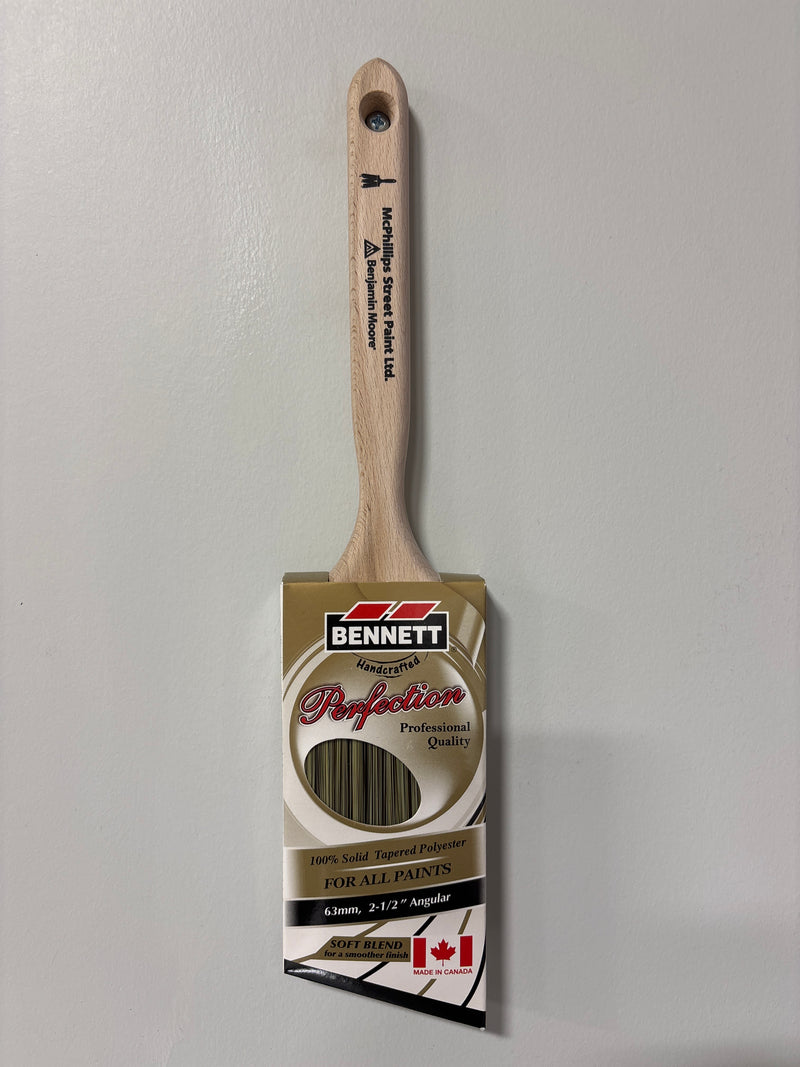 McPhillips Street Paint Ltd.
Benjamin Moore®
BENNETT®
Handcrafted
Perfection
Professional
Quality
100% Solid Tapered Polyester
FOR ALL PAINTS
63mm, 2-1/2" Angular
SOFT BLEND
for a smoother finish
MADE IN CANADA